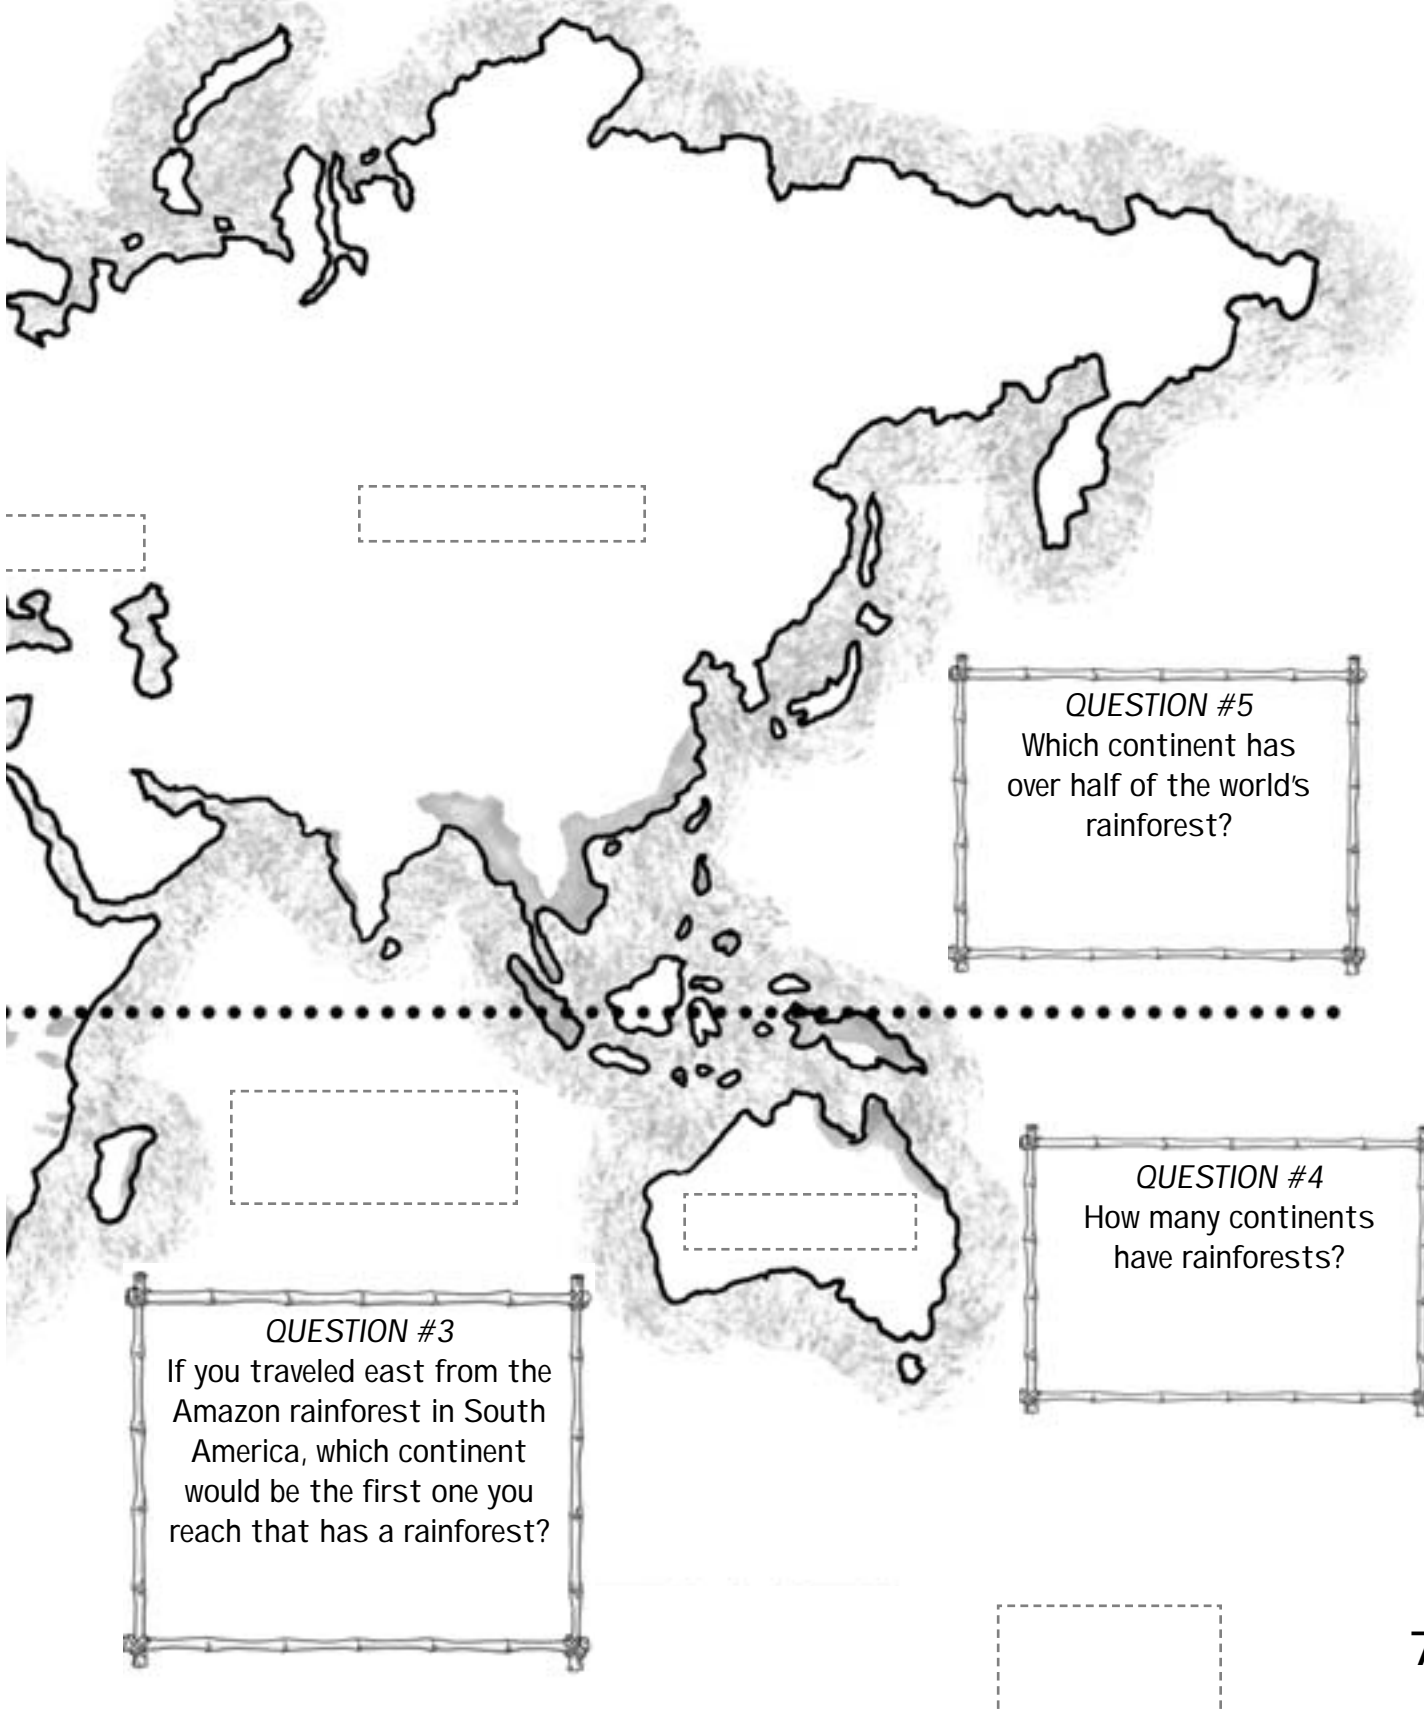 QUESTION #5
Which continent has
over half of the world's
rainforest?
QUESTION #4
How many continents
have rainforests?
QUESTION #3
If you traveled east from the
Amazon rainforest in South
America, which continent
would be the first one you
reach that has a rainforest?
7